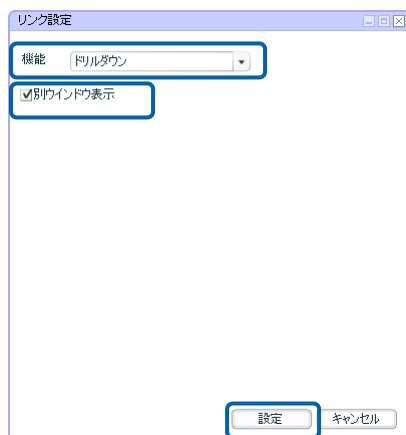 リンク設定
機能 ドリルダウン
別ウインドウ表示
設定 キャンセル